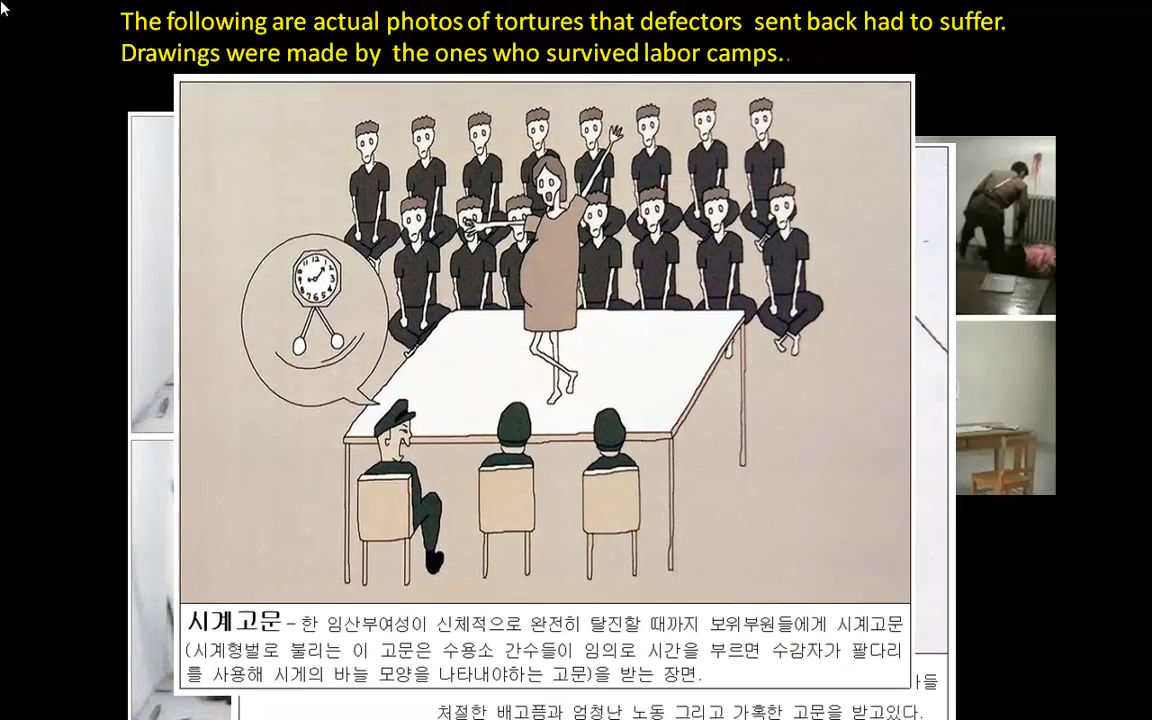 The following are actual photos of tortures that defectors sent back had to suffer.
Drawings were made by the ones who survived labor camps..
시계고문 – 한 임산부여성이 신체적으로 완전히 탈진할 때까지 보위부원들에게 시계고문
(시계형벌로 불리는 이 고문은 수용소 간수들이 임의로 시간을 부르면 수감자가 팔다리
를 사용해 시계의 바늘 모양을 나타내야하는 고문)을 받는 장면.
처절한 배고픔과 엄청난 노동 그리고 가혹한 고문을 받고있다.